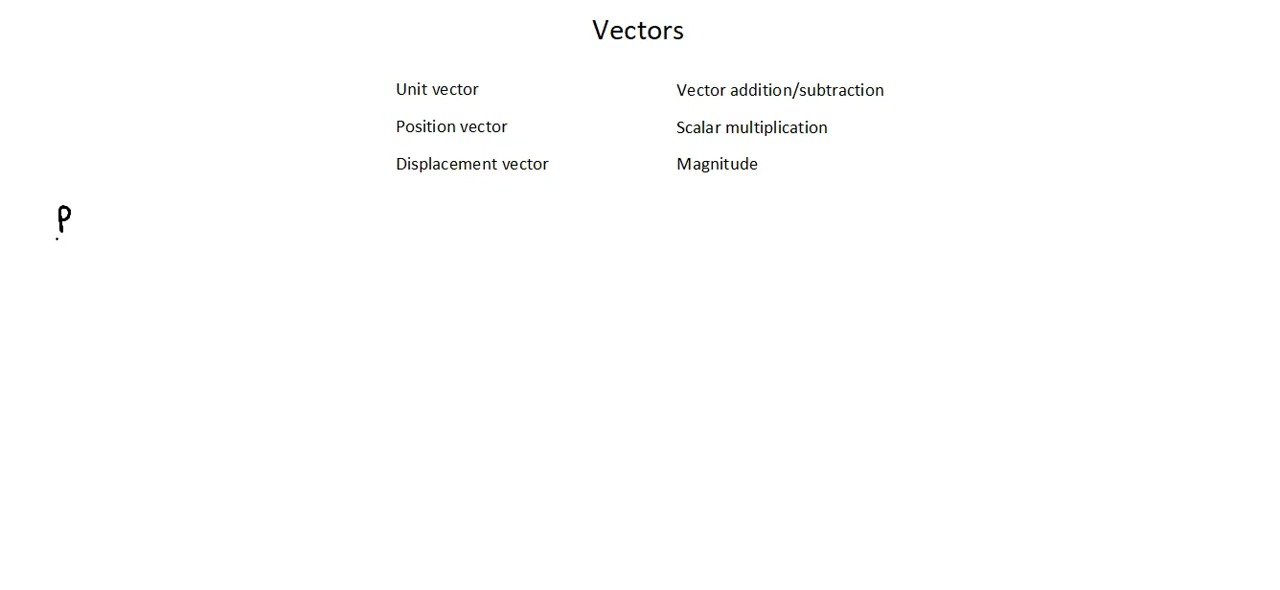 Vectors
Unit vector
Vector addition/subtraction
Position vector
Scalar multiplication
Displacement vector
Magnitude
P